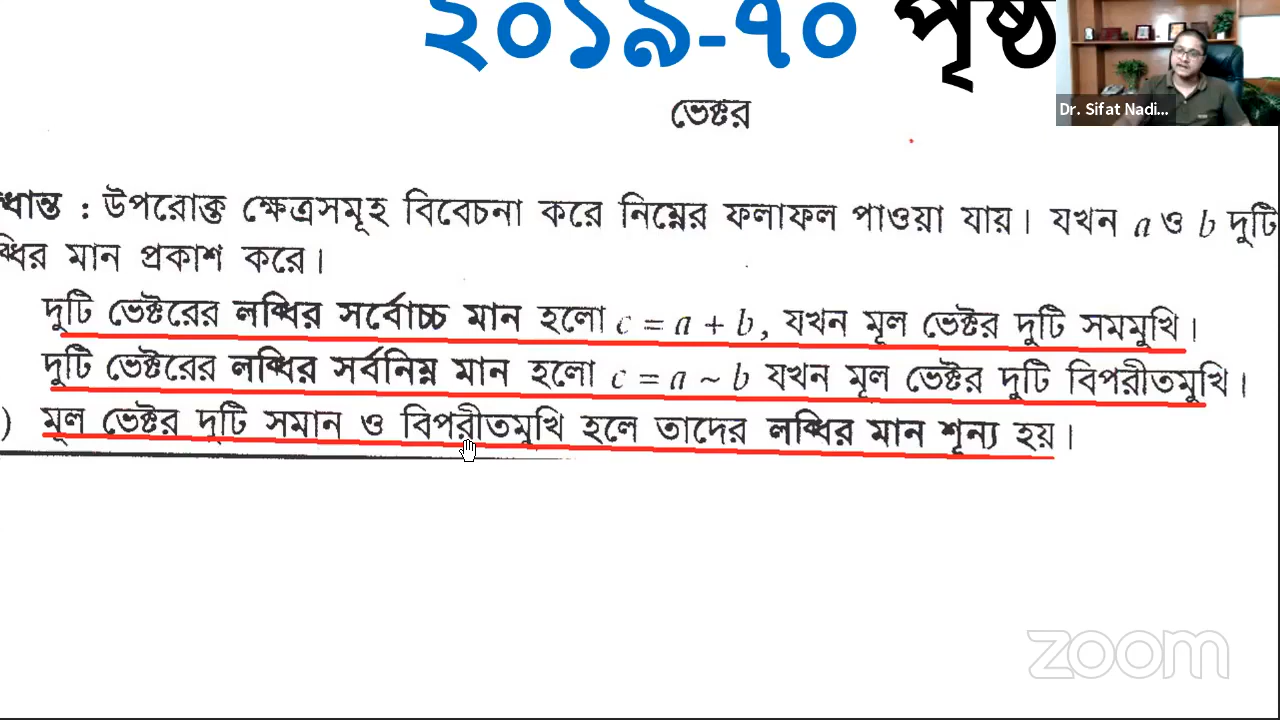 ২০১৯-৭০ পৃষ্ঠ
Dr. Sifat Nadi...
ভেক্টর
ধান্ত : উপরোক্ত ক্ষেত্রসমূহ বিবেচনা করে নিম্নের ফলাফল পাওয়া যায়। যখন a ও b দুটি
ব্ধির মান প্রকাশ করে।
দুটি ভেক্টরের লব্ধির সর্বোচ্চ মান হলো c = a + b, যখন মূল ভেক্টর দুটি সমমুখি।
দুটি ভেক্টরের লব্ধির সর্বনিম্ন মান হলো c = a ~ b যখন মূল ভেক্টর দুটি বিপরীতমুখি।
) মূল ভেক্টর দুটি সমান ও বিপরীতমুখি হলে তাদের লব্ধির মান শূন্য হয়।
zoom